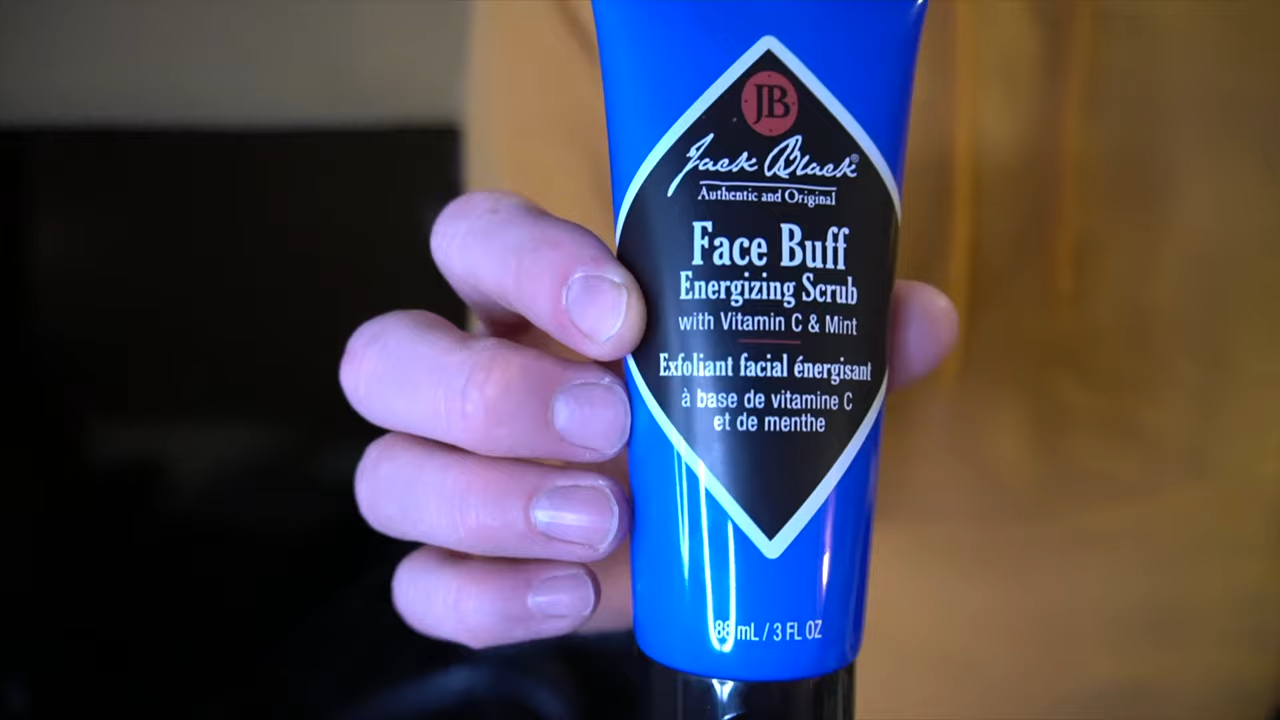 JB
Jack Black®
Authentic and Original
Face Buff
Energizing Scrub
with Vitamin C & Mint
Exfoliant facial énergisant
à base de vitamine C
et de menthe
88 mL / 3 FL OZ